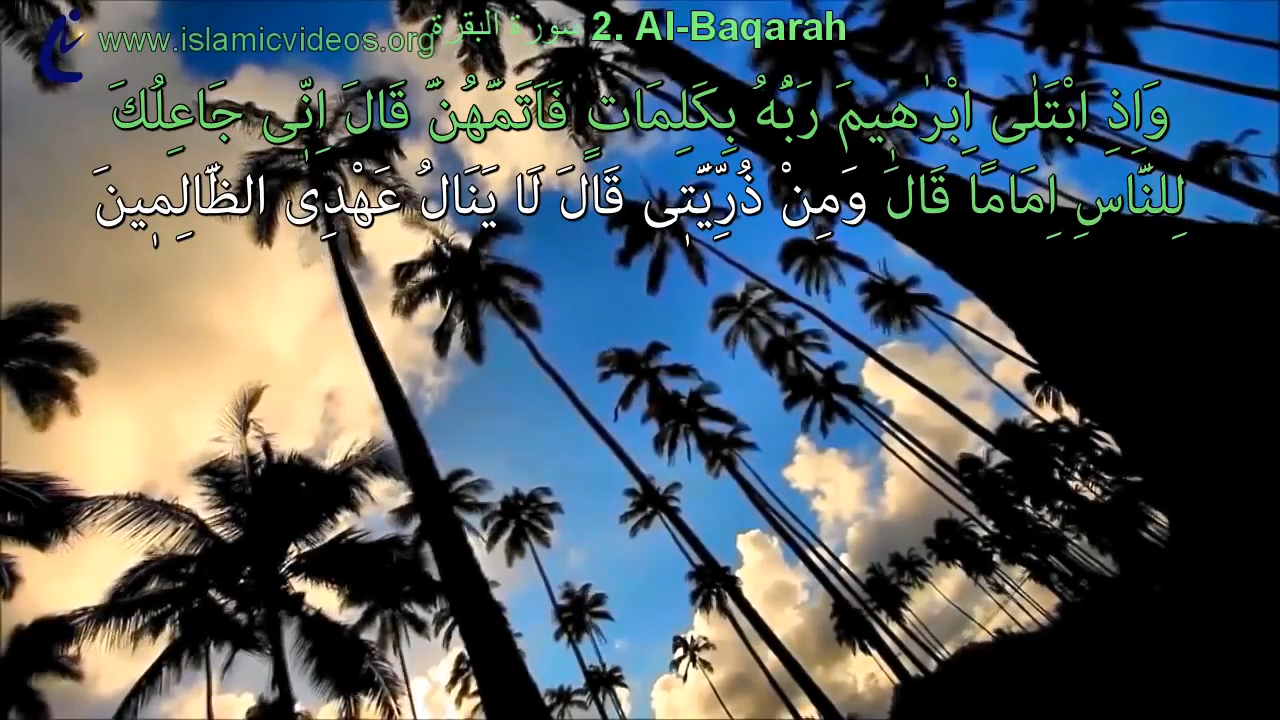 www.islamicvideos.org
سورة البقرة 2. Al-Baqarah
وَاِذِ ابْتَلٰى اِبْرٰهٖيمَ رَبُّهُ بِكَلِمَاتٍ فَاَتَمَّهُنَّ قَالَ اِنّٖى جَاعِلُكَ
لِلنَّاسِ اِمَامًا قَالَ وَمِنْ ذُرِّيَّتٖى قَالَ لَا يَنَالُ عَهْدِى الظَّالِمٖينَ